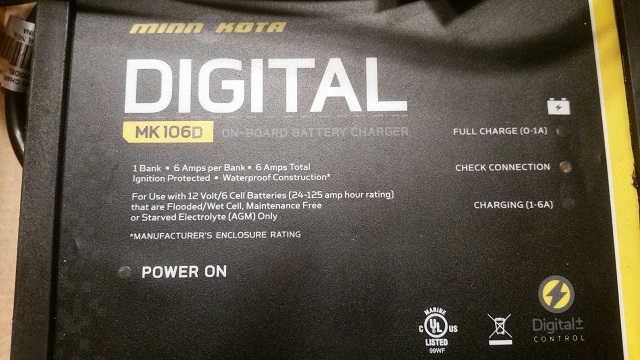 MINN KOTA
DIGITAL
MK106D ON-BOARD BATTERY CHARGER
1 Bank • 6 Amps per Bank • 6 Amps Total
Ignition Protected • Waterproof Construction*
For Use with 12 Volt/6 Cell Batteries (24-125 amp hour rating)
that are Flooded/Wet Cell, Maintenance Free
or Starved Electrolyte (AGM) Only
*MANUFACTURER'S ENCLOSURE RATING
POWER ON
FULL CHARGE (0-1A)
CHECK CONNECTION
CHARGING (1-6A)
MARINE
C UL US
LISTED
99WF
Digital±
CONTROL